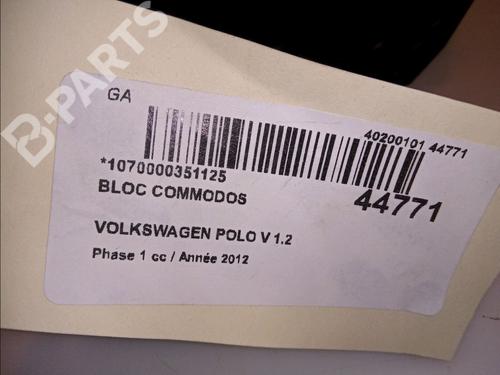 GA
40200101 44771
*1070000351125
44771
BLOC COMMODOS
VOLKSWAGEN POLO V 1.2
Phase 1 cc / Année 2012
B-PARTS